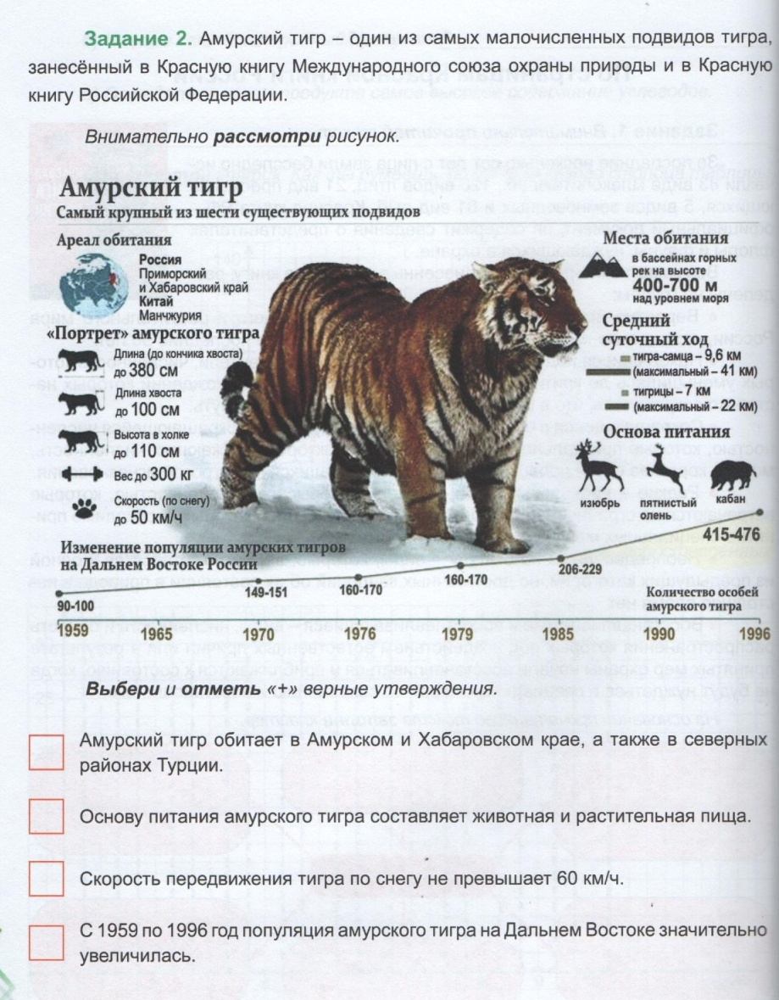 Задание 2. Амурский тигр – один из самых малочисленных подвидов тигра,
занесённый в Красную книгу Международного союза охраны природы и в Красную
книгу Российской Федерации.
Внимательно рассмотри рисунок.
Амурский тигр
Самый крупный из шести существующих подвидов
Ареал обитания
Россия
Приморский
и Хабаровский край
Китай
Манчжурия
«Портрет» амурского тигра
Длина (до кончика хвоста)
до 380 см
Длина хвоста
до 100 см
Высота в холке
до 110 см
Вес до 300 кг
Скорость (по снегу)
до 50 км/ч
Места обитания
в бассейнах горных
рек на высоте
400-700 м
над уровнем моря
Средний
суточный ход
тигра-самца – 9,6 км
(максимальный – 41 км)
тигрицы – 7 км
(максимальный – 22 км)
Основа питания
изюбрь
пятнистый
олень
кабан
Изменение популяции амурских тигров
на Дальнем Востоке России
90-100
149-151
160-170
160-170
206-229
415-476
Количество особей
амурского тигра
1959 1965 1970 1976 1979 1985 1990 1996
Выбери и отметь «+» верные утверждения.
Амурский тигр обитает в Амурском и Хабаровском крае, а также в северных
районах Турции.
Основу питания амурского тигра составляет животная и растительная пища.
Скорость передвижения тигра по снегу не превышает 60 км/ч.
С 1959 по 1996 год популяция амурского тигра на Дальнем Востоке значительно
увеличилась.